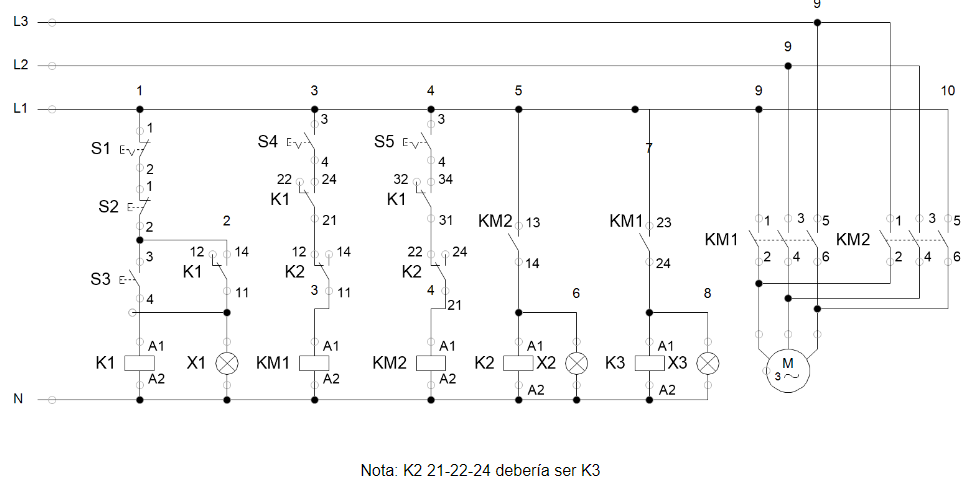 9
L3
9
L2
1 3 4 5 9 10
L1
1 3 3
S1 S4 S5 7
2 4 4
1 22 24 32 34
S2 K1 K1
2 2 21 31 KM2 13 KM1 23 1 3 5 1 3 5
KM1 KM2
3 12 14 12 14 22 24 14 24 2 4 6 2 4 6
S3 K1 K2 K2
4 11 3 11 4 21 6 8
A1 A1 A1 A1 A1
K1 X1 KM1 KM2 K2 X2 K3 X3 M
3
A2 A2 A2 A2 A2
N
Nota: K2 21-22-24 debería ser K3